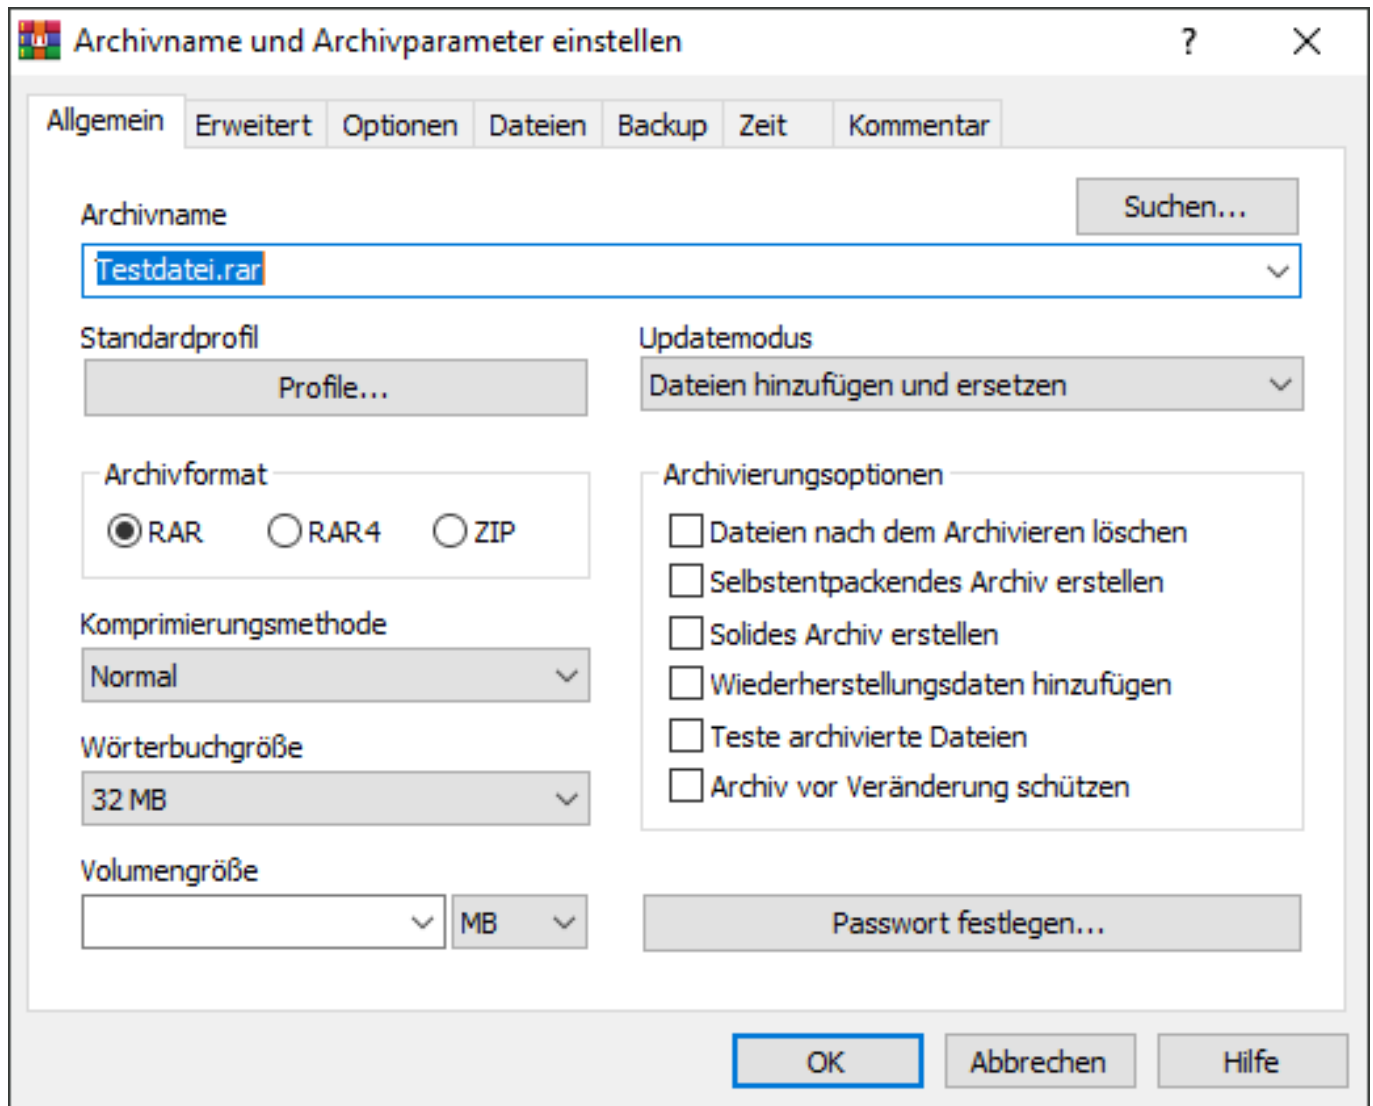 Archivname und Archivparameter einstellen ?
Allgemein Erweitert Optionen Dateien Backup Zeit Kommentar
Archivname
Suchen...
Testdatei.rar
Standardprofil
Profile...
Updatemodus
Dateien hinzufügen und ersetzen
Archivformat
RAR RAR4 ZIP
Komprimierungsmethode
Normal
Wörterbuchgröße
32 MB
Volumengröße
MB
Archivierungsoptionen
Dateien nach dem Archivieren löschen
Selbstentpackendes Archiv erstellen
Solides Archiv erstellen
Wiederherstellungsdaten hinzufügen
Teste archivierte Dateien
Archiv vor Veränderung schützen
Passwort festlegen...
OK Abbrechen Hilfe